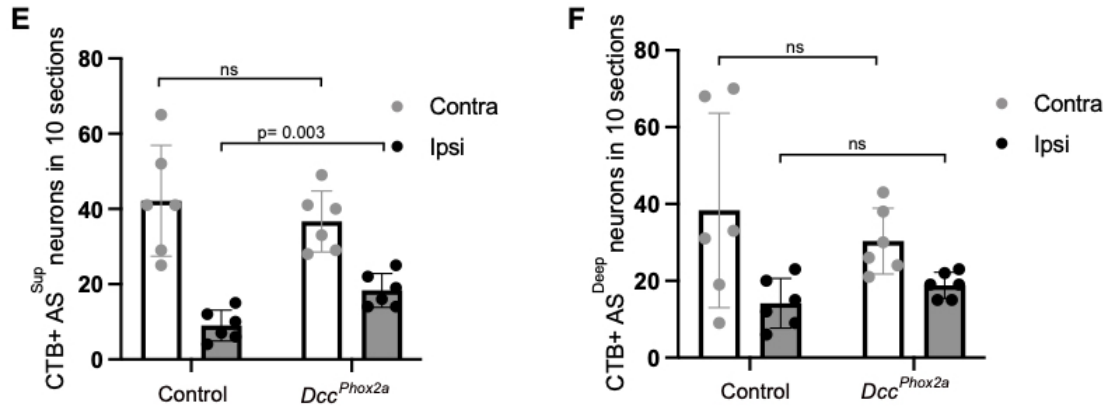 E
CTB+ AS^Sup neurons in 10 sections
80
60
40
20
0
ns
p= 0.003
Contra
Ipsi
Control
Dcc^Phox2a
F
CTB+ AS^Deep neurons in 10 sections
80
60
40
20
0
ns
ns
Contra
Ipsi
Control
Dcc^Phox2a